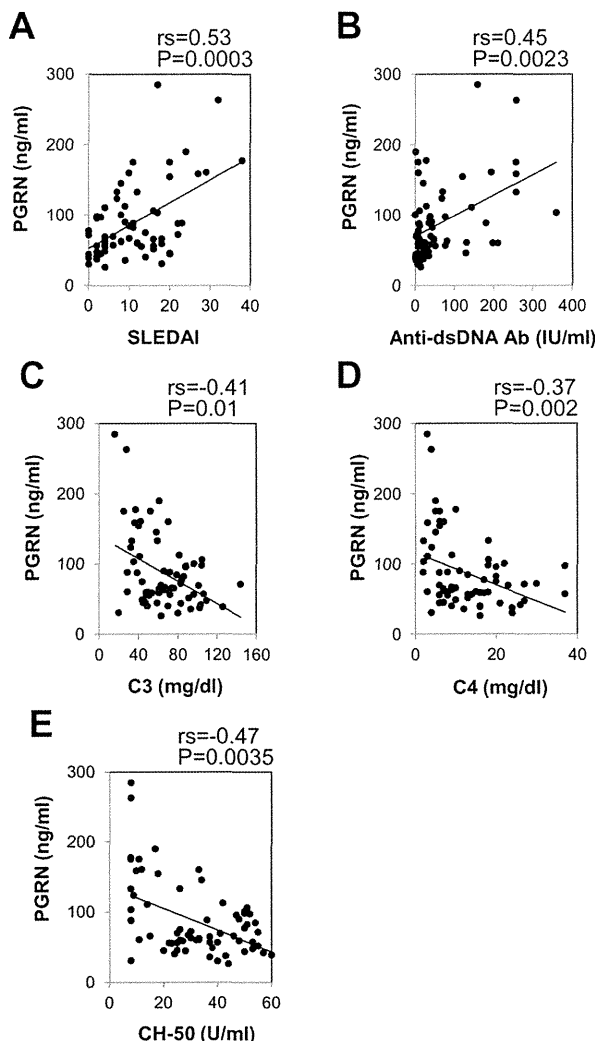 A
rs=0.53
P=0.0003
PGRN (ng/ml)
300
200
100
0
0 10 20 30 40
SLEDAI
B
rs=0.45
P=0.0023
PGRN (ng/ml)
300
200
100
0
0 100 200 300 400
Anti-dsDNA Ab (IU/ml)
C
rs=-0.41
P=0.01
PGRN (ng/ml)
300
200
100
0
0 40 80 120 160
C3 (mg/dl)
D
rs=-0.37
P=0.002
PGRN (ng/ml)
300
200
100
0
0 20 40
C4 (mg/dl)
E
rs=-0.47
P=0.0035
PGRN (ng/ml)
300
200
100
0
0 20 40 60
CH-50 (U/ml)